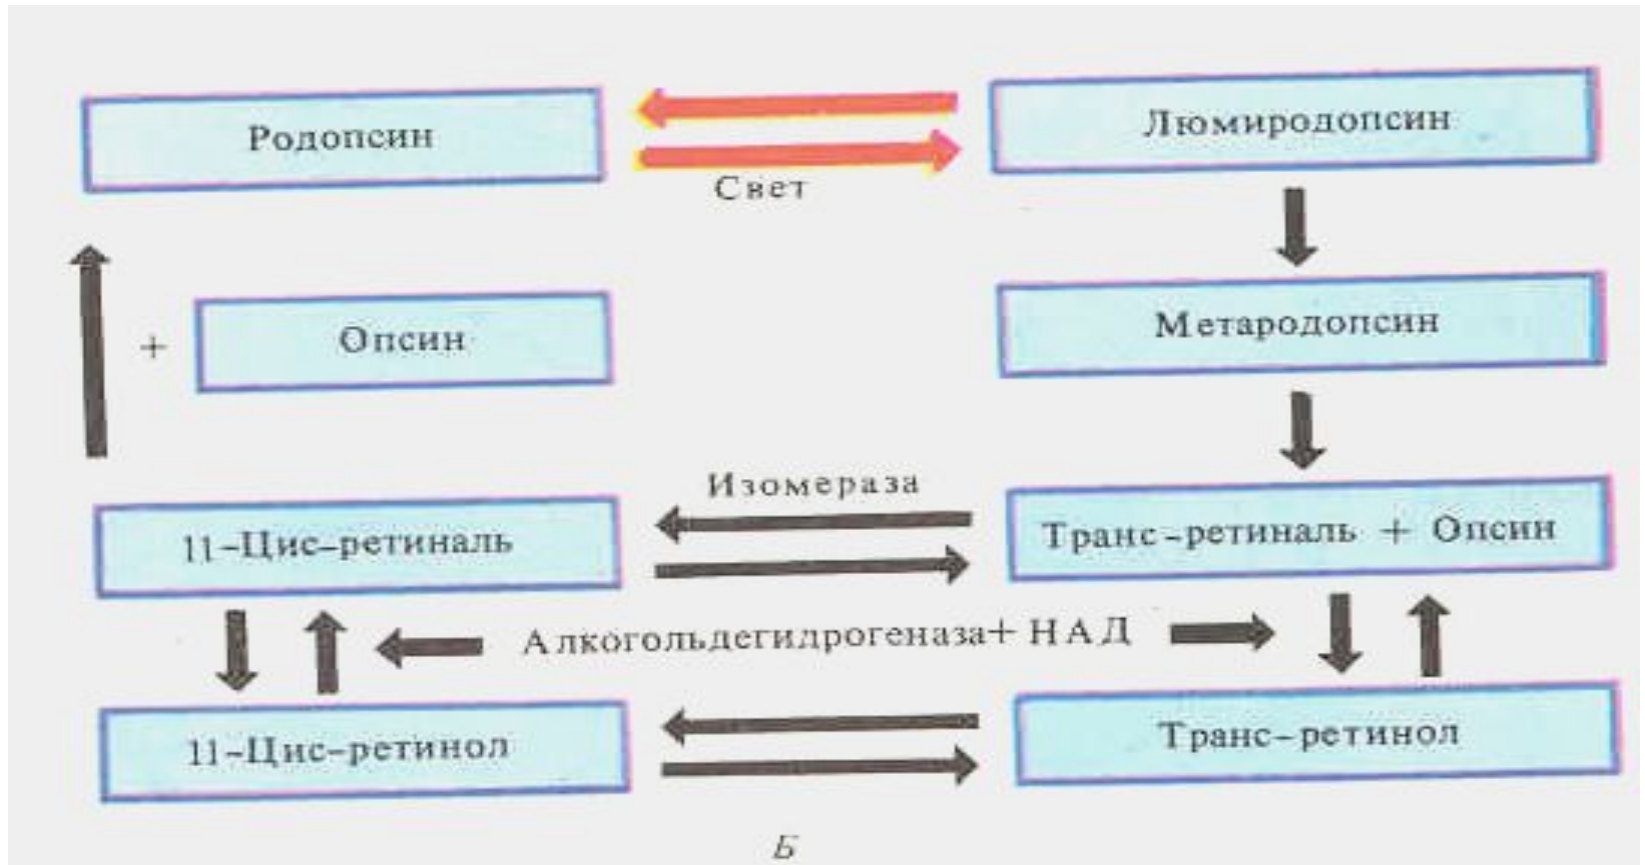 Родопсин
Люмиродопсин
Свет
Метародопсин
+ Опсин
Изомераза
11-Цис-ретиналь
Транс-ретиналь + Опсин
Алкогольдегидрогеназа+ НАД
11-Цис-ретинол
Транс-ретинол
Б